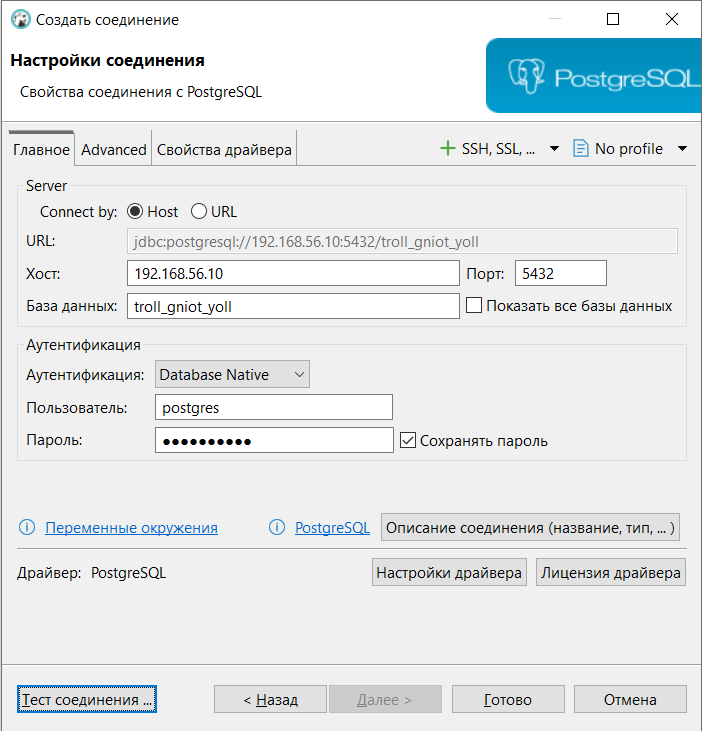 Создать соединение
Настройки соединения
Свойства соединения с PostgreSQL
PostgreSQL
Главное Advanced Свойства драйвера SSH, SSL, ... No profile
Server
Connect by: Host URL
URL: jdbc:postgresql://192.168.56.10:5432/troll_gniot_yoll
Хост: 192.168.56.10 Порт: 5432
База данных: troll_gniot_yoll Показать все базы данных
Аутентификация
Аутентификация: Database Native
Пользователь: postgres
Пароль: ●●●●●●●●●● Сохранять пароль
Переменные окружения PostgreSQL Описание соединения (название, тип, ... )
Драйвер: PostgreSQL Настройки драйвера Лицензия драйвера
Тест соединения ... < Назад Далее > Готово Отмена